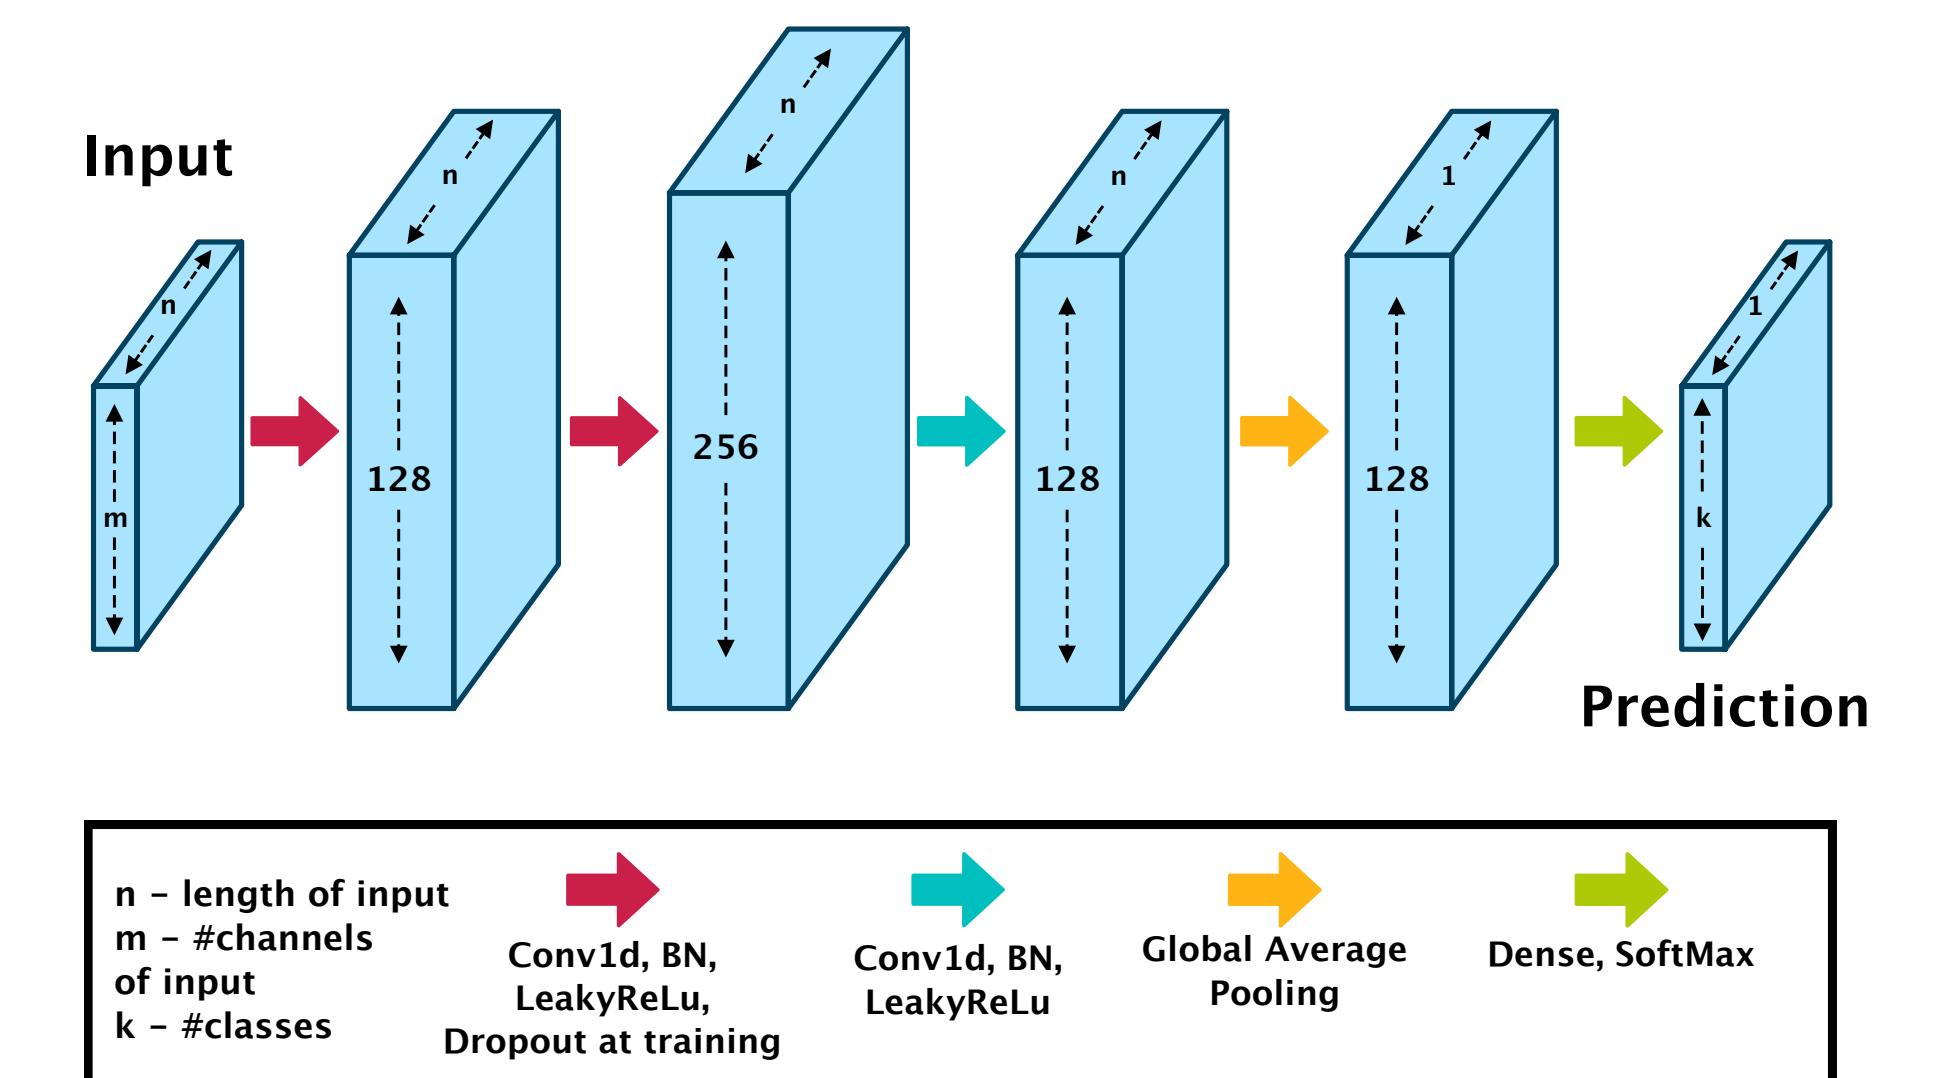 Input
n
m
n
128
n
256
n
128
1
128
1
k
Prediction
n – length of input
m – #channels
of input
k – #classes
Conv1d, BN,
LeakyReLu,
Dropout at training
Conv1d, BN,
LeakyReLu
Global Average
Pooling
Dense, SoftMax